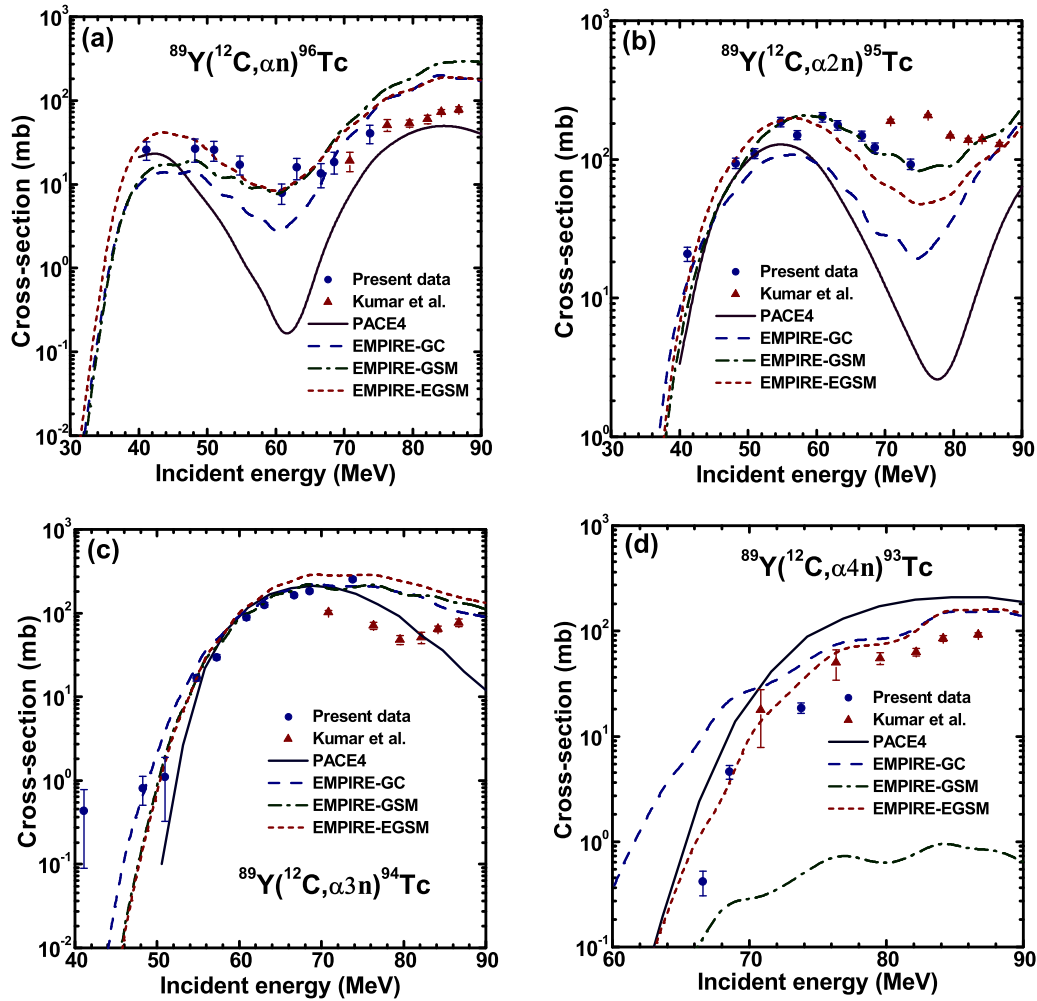 (a)
⁸⁹Y(¹²C,αn)⁹⁶Tc
Cross-section (mb)
10³
10²
10¹
10⁰
10⁻¹
10⁻²
Present data
Kumar et al.
PACE4
EMPIRE-GC
EMPIRE-GSM
EMPIRE-EGSM
30 40 50 60 70 80 90
Incident energy (MeV)
(b)
⁸⁹Y(¹²C,α2n)⁹⁵Tc
Cross-section (mb)
10³
10²
10¹
10⁰
Present data
Kumar et al.
PACE4
EMPIRE-GC
EMPIRE-GSM
EMPIRE-EGSM
30 40 50 60 70 80 90
Incident energy (MeV)
(c)
Cross-section (mb)
10³
10²
10¹
10⁰
10⁻¹
10⁻²
Present data
Kumar et al.
PACE4
EMPIRE-GC
EMPIRE-GSM
EMPIRE-EGSM
⁸⁹Y(¹²C,α3n)⁹⁴Tc
40 50 60 70 80 90
Incident energy (MeV)
(d)
⁸⁹Y(¹²C,α4n)⁹³Tc
Cross-section (mb)
10³
10²
10¹
10⁰
10⁻¹
Present data
Kumar et al.
PACE4
EMPIRE-GC
EMPIRE-GSM
EMPIRE-EGSM
60 70 80 90
Incident energy (MeV)